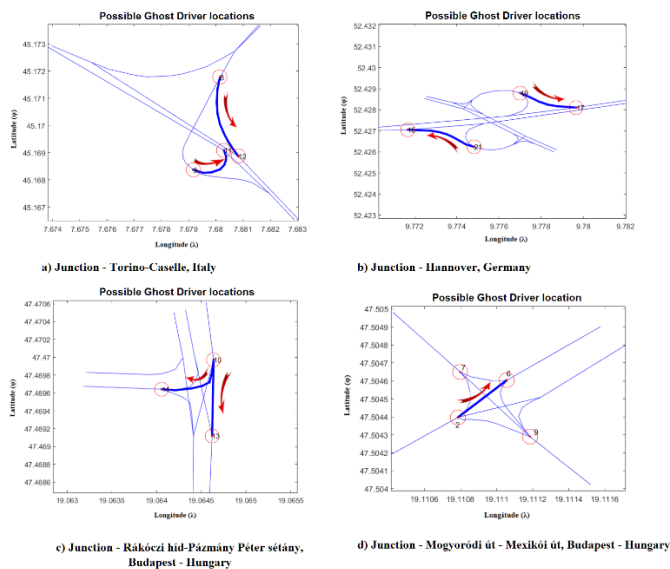 Possible Ghost Driver locations
45.173
45.172
45.171
45.17
45.169
45.168
45.167
Latitude (φ)
8
11
12
9
7.674 7.675 7.676 7.677 7.678 7.679 7.68 7.681 7.682 7.683
Longitude (λ)
a) Junction - Torino-Caselle, Italy
Possible Ghost Driver locations
52.432
52.431
52.43
52.429
52.428
52.427
52.426
52.425
52.424
52.423
Latitude (φ)
17
21
9.772 9.774 9.776 9.778 9.78 9.782
Longitude (λ)
b) Junction - Hannover, Germany
Possible Ghost Driver locations
47.4706
47.4704
47.4702
47.47
47.4698
47.4696
47.4694
47.4692
47.469
47.4688
47.4686
Latitude (φ)
10
13
19.063 19.0635 19.064 19.0645 19.065 19.0655
Longitude (λ)
c) Junction - Rákóczi híd-Pázmány Péter sétány,
Budapest - Hungary
Possible Ghost Driver location
47.505
47.5049
47.5048
47.5047
47.5046
47.5045
47.5044
47.5043
47.5042
47.5041
47.504
Latitude (φ)
7
6
2
9
19.1106 19.1108 19.111 19.1112 19.1114 19.1116
Longitude (λ)
d) Junction - Mogyoródi út - Mexikói út, Budapest - Hungary